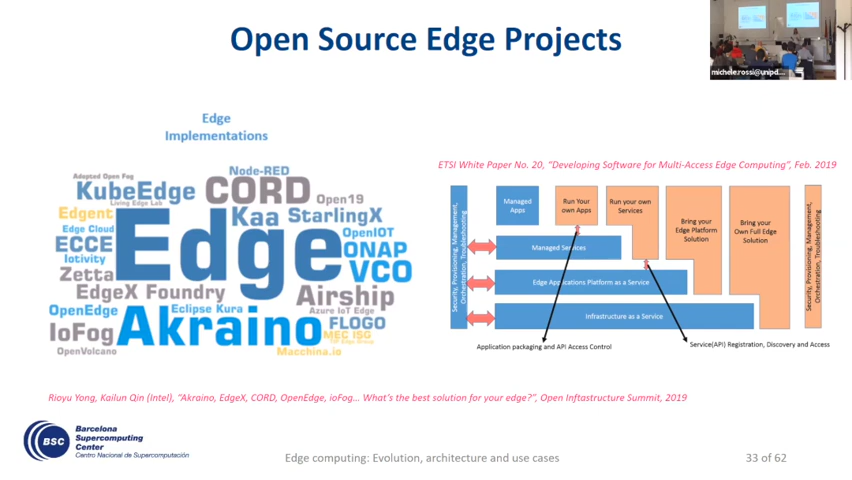 Open Source Edge Projects
michele.rossi@unipd....
Edge
Implementations
ETSI White Paper No. 20, "Developing Software for Multi-Access Edge Computing", Feb. 2019
Adopted Open Fog
Node-RED
KubeEdge
CORD
Open19
Living Edge Lab
Edgent
Kaa
StarlingX
Edge Cloud
Edge
OpenIOT
ECCE
ONAP
Iotivity
Zetta
VCO
EdgeX Foundry
Airship
OpenEdge
Eclipse Kura
Azure IoT Edge
IoFog
Akraino
FLOGO
MEC ISG
TIP Edge Group
OpenVolcano
Macchina.io
Security, Provisioning, Management,
Orchestration, Troubleshooting
Managed
Apps
Run Your
own Apps
Run your own
Services
Bring your
Edge Platform
Solution
Bring your
Own Full Edge
Solution
Security, Provisioning, Management,
Orchestration, Troubleshooting
Managed Services
Edge Applications Platform as a Service
Infrastructure as a Service
Application packaging and API Access Control
Service(API) Registration, Discovery and Access
Rioyu Yong, Kailun Qin (Intel), "Akraino, EdgeX, CORD, OpenEdge, ioFog... What's the best solution for your edge?", Open Inftastructure Summit, 2019
BSC
Barcelona
Supercomputing
Center
Centro Nacional de Supercomputación
Edge computing: Evolution, architecture and use cases
33 of 62